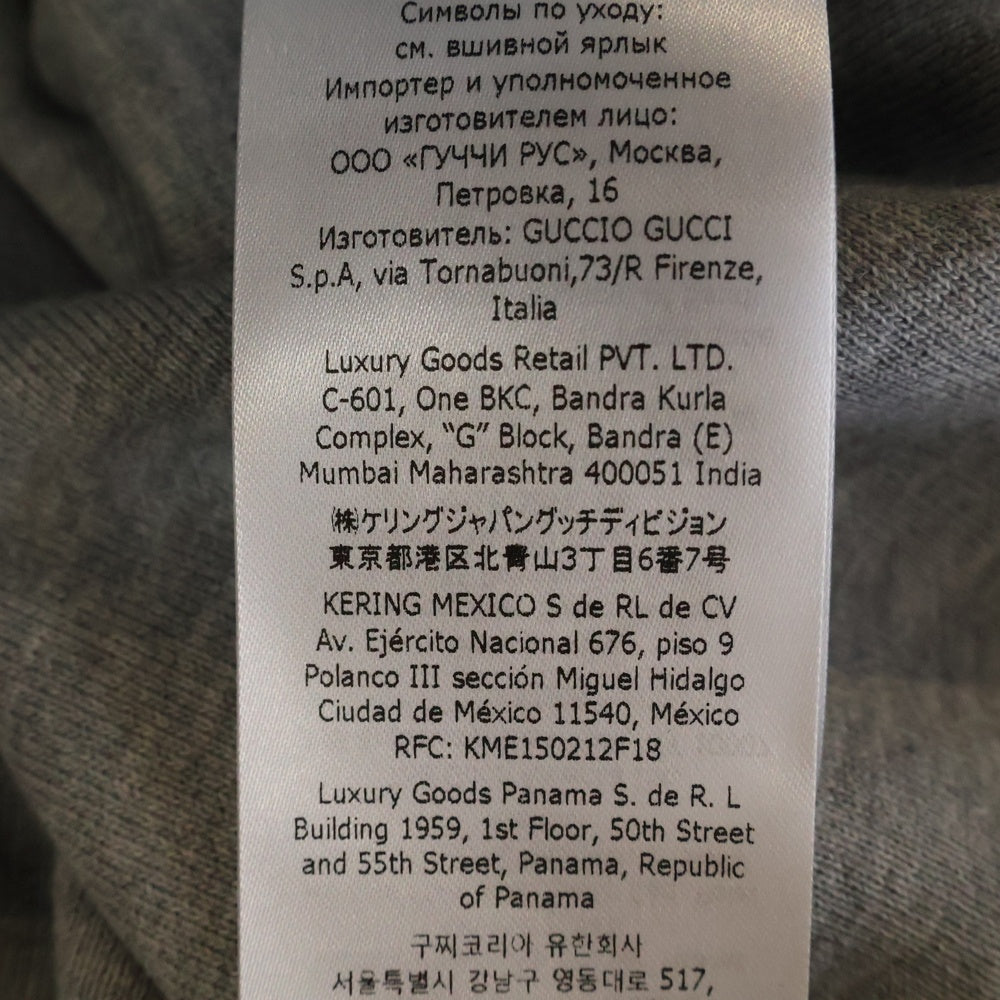 Символы по уходу:
см. вшивной ярлык
Импортер и уполномоченное
изготовителем лицо:
ООО «ГУЧЧИ РУС», Москва,
Петровка, 16
Изготовитель: GUCCIO GUCCI
S.p.A, via Tornabuoni,73/R Firenze,
Italia
Luxury Goods Retail PVT. LTD.
C-601, One BKC, Bandra Kurla
Complex, “G” Block, Bandra (E)
Mumbai Maharashtra 400051 India
㈱ケリングジャパングッチディビジョン
東京都港区北青山3丁目6番7号
KERING MEXICO S de RL de CV
Av. Ejército Nacional 676, piso 9
Polanco III sección Miguel Hidalgo
Ciudad de México 11540, México
RFC: KME150212F18
Luxury Goods Panama S. de R. L
Building 1959, 1st Floor, 50th Street
and 55th Street, Panama, Republic
of Panama
구찌코리아 유한회사
서울특별시 강남구 영동대로 517,